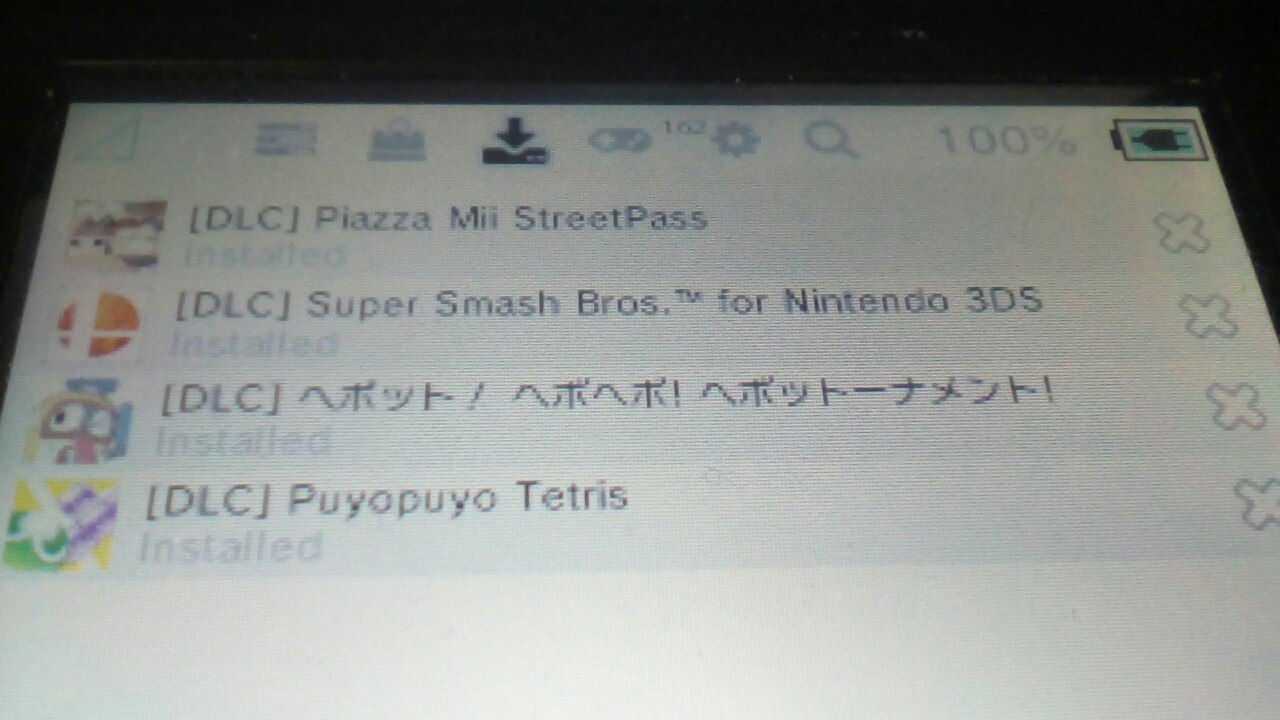 162 100%
[DLC] Piazza Mii StreetPass
Installed
[DLC] Super Smash Bros.™ for Nintendo 3DS
Installed
[DLC] ヘボット！ ヘボヘボ! ヘボットーナメント!
Installed
[DLC] Puyopuyo Tetris
Installed